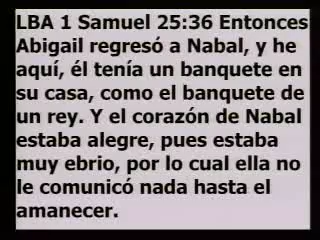 LBA 1 Samuel 25:36 Entonces
Abigail regresó a Nabal, y he
aquí, él tenía un banquete en
su casa, como el banquete de
un rey. Y el corazón de Nabal
estaba alegre, pues estaba
muy ebrio, por lo cual ella no
le comunicó nada hasta el
amanecer.